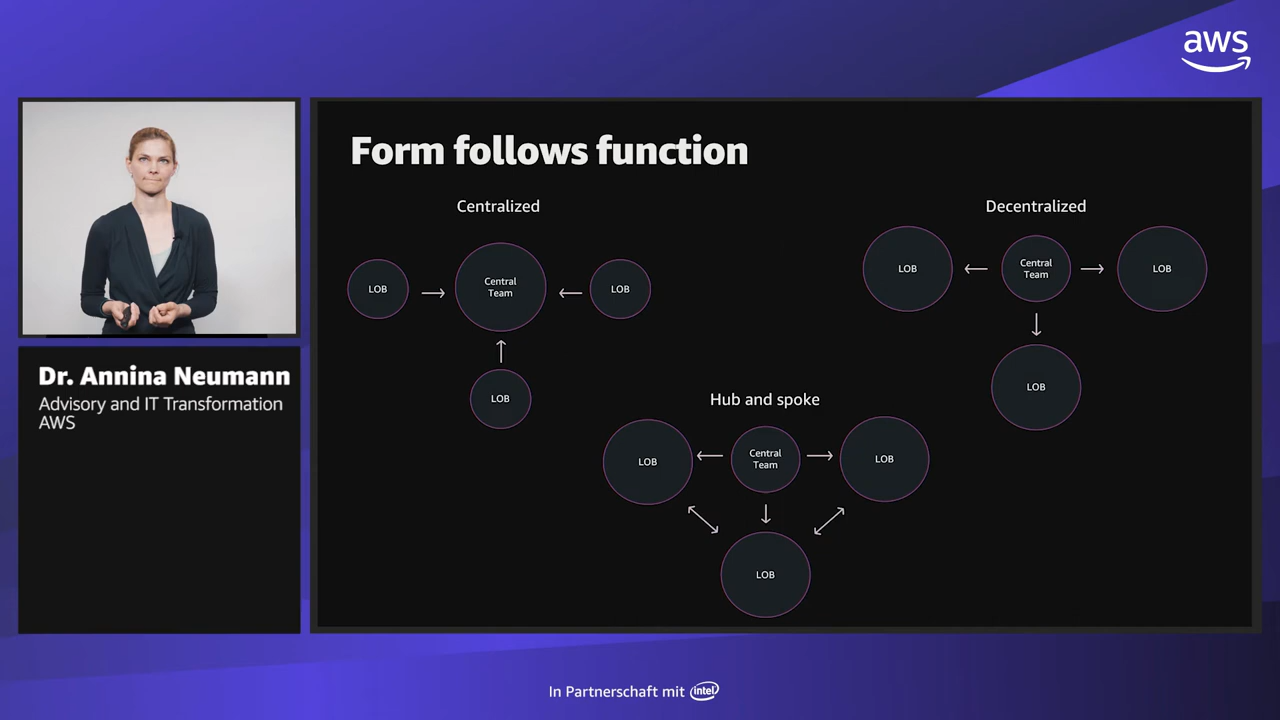 aws
Form follows function
Centralized
LOB
Central
Team
LOB
LOB
Decentralized
LOB
Central
Team
LOB
LOB
Hub and spoke
LOB
Central
Team
LOB
LOB
Dr. Annina Neumann
Advisory and IT Transformation
AWS
In Partnerschaft mit intel